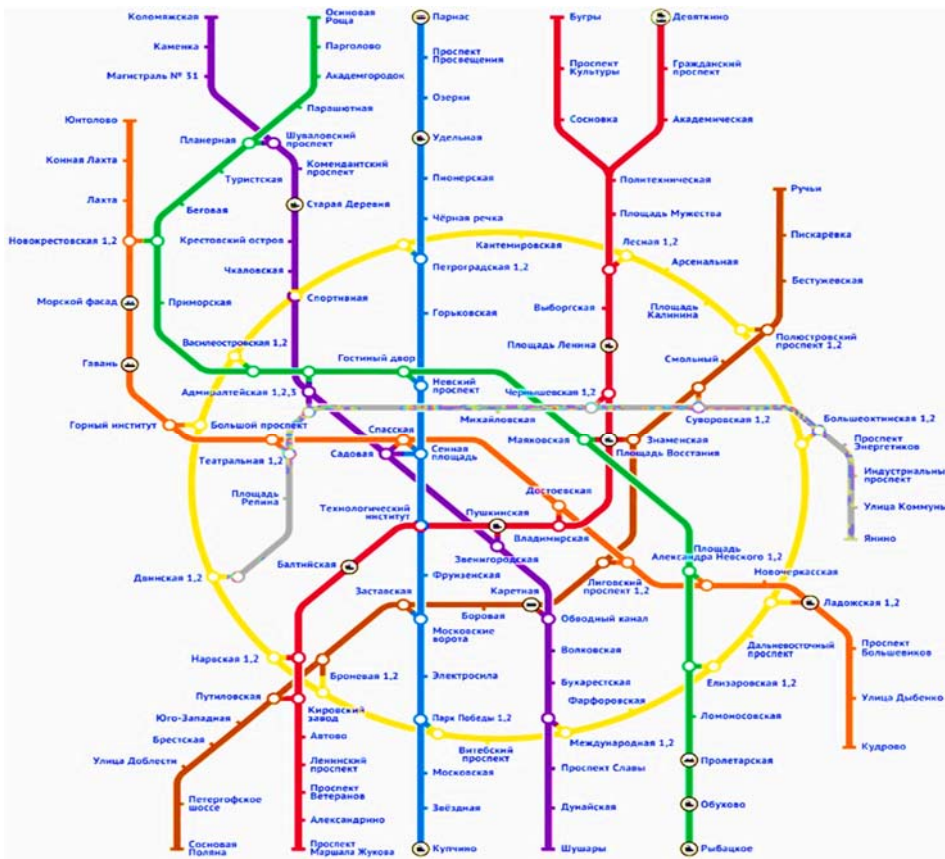 Коломяжская
Осиновая
Роща
Парнас
Бугры
Девяткино
Каменка
Парголово
Проспект
Просвещения
Проспект
Культуры
Гражданский
проспект
Магистраль № 31
Академгородок
Озерки
Парашютная
Сосновка
Академическая
Юнтолово
Планерная
Шуваловский
проспект
Удельная
Конная Лахта
Комендантский
проспект
Туристская
Пионерская
Политехническая
Ручьи
Лахта
Беговая
Старая Деревня
Чёрная речка
Площадь Мужества
Пискарёвка
Новокрестовская 1,2
Крестовский остров
Кантемировская
Лесная 1,2
Чкаловская
Петроградская 1,2
Арсенальная
Бестужевская
Морской фасад
Приморская
Спортивная
Горьковская
Выборгская
Площадь
Калинина
Василеостровская 1,2
Гостиный двор
Площадь Ленина
Полюстровский
проспект 1,2
Гавань
Смольный
Адмиралтейская 1,2,3
Невский
проспект
Чернышевская 1,2
Горный институт
Большой проспект
Михайловская
Суворовская 1,2
Большеохтинская 1,2
Спасская
Маяковская
Знаменская
Проспект
Энергетиков
Театральная 1,2
Садовая
Сенная
площадь
Площадь Восстания
Индустриальный
проспект
Площадь
Репина
Достоевская
Улица Коммуны
Технологический
институт
Пушкинская
Владимирская
Янино
Звенигородская
Площадь
Александра Невского 1,2
Двинская 1,2
Балтийская
Фрунзенская
Лиговский
проспект 1,2
Новочеркасская
Заставская
Каретная
Боровая
Ладожская 1,2
Московские
ворота
Обводный канал
Нарвская 1,2
Волковская
Дальневосточный
проспект
Проспект
Большевиков
Броневая 1,2
Электросила
Бухарестская
Елизаровская 1,2
Путиловская
Кировский
завод
Фарфоровская
Улица Дыбенко
Юго-Западная
Парк Победы 1,2
Ломоносовская
Брестская
Автово
Витебский
проспект
Международная 1,2
Кудрово
Улица Доблести
Ленинский
проспект
Московская
Проспект Славы
Пролетарская
Петергофское
шоссе
Проспект
Ветеранов
Звёздная
Дунайская
Обухово
Александрино
Сосновая
Поляна
Проспект
Маршала Жукова
Купчино
Шушары
Рыбацкое